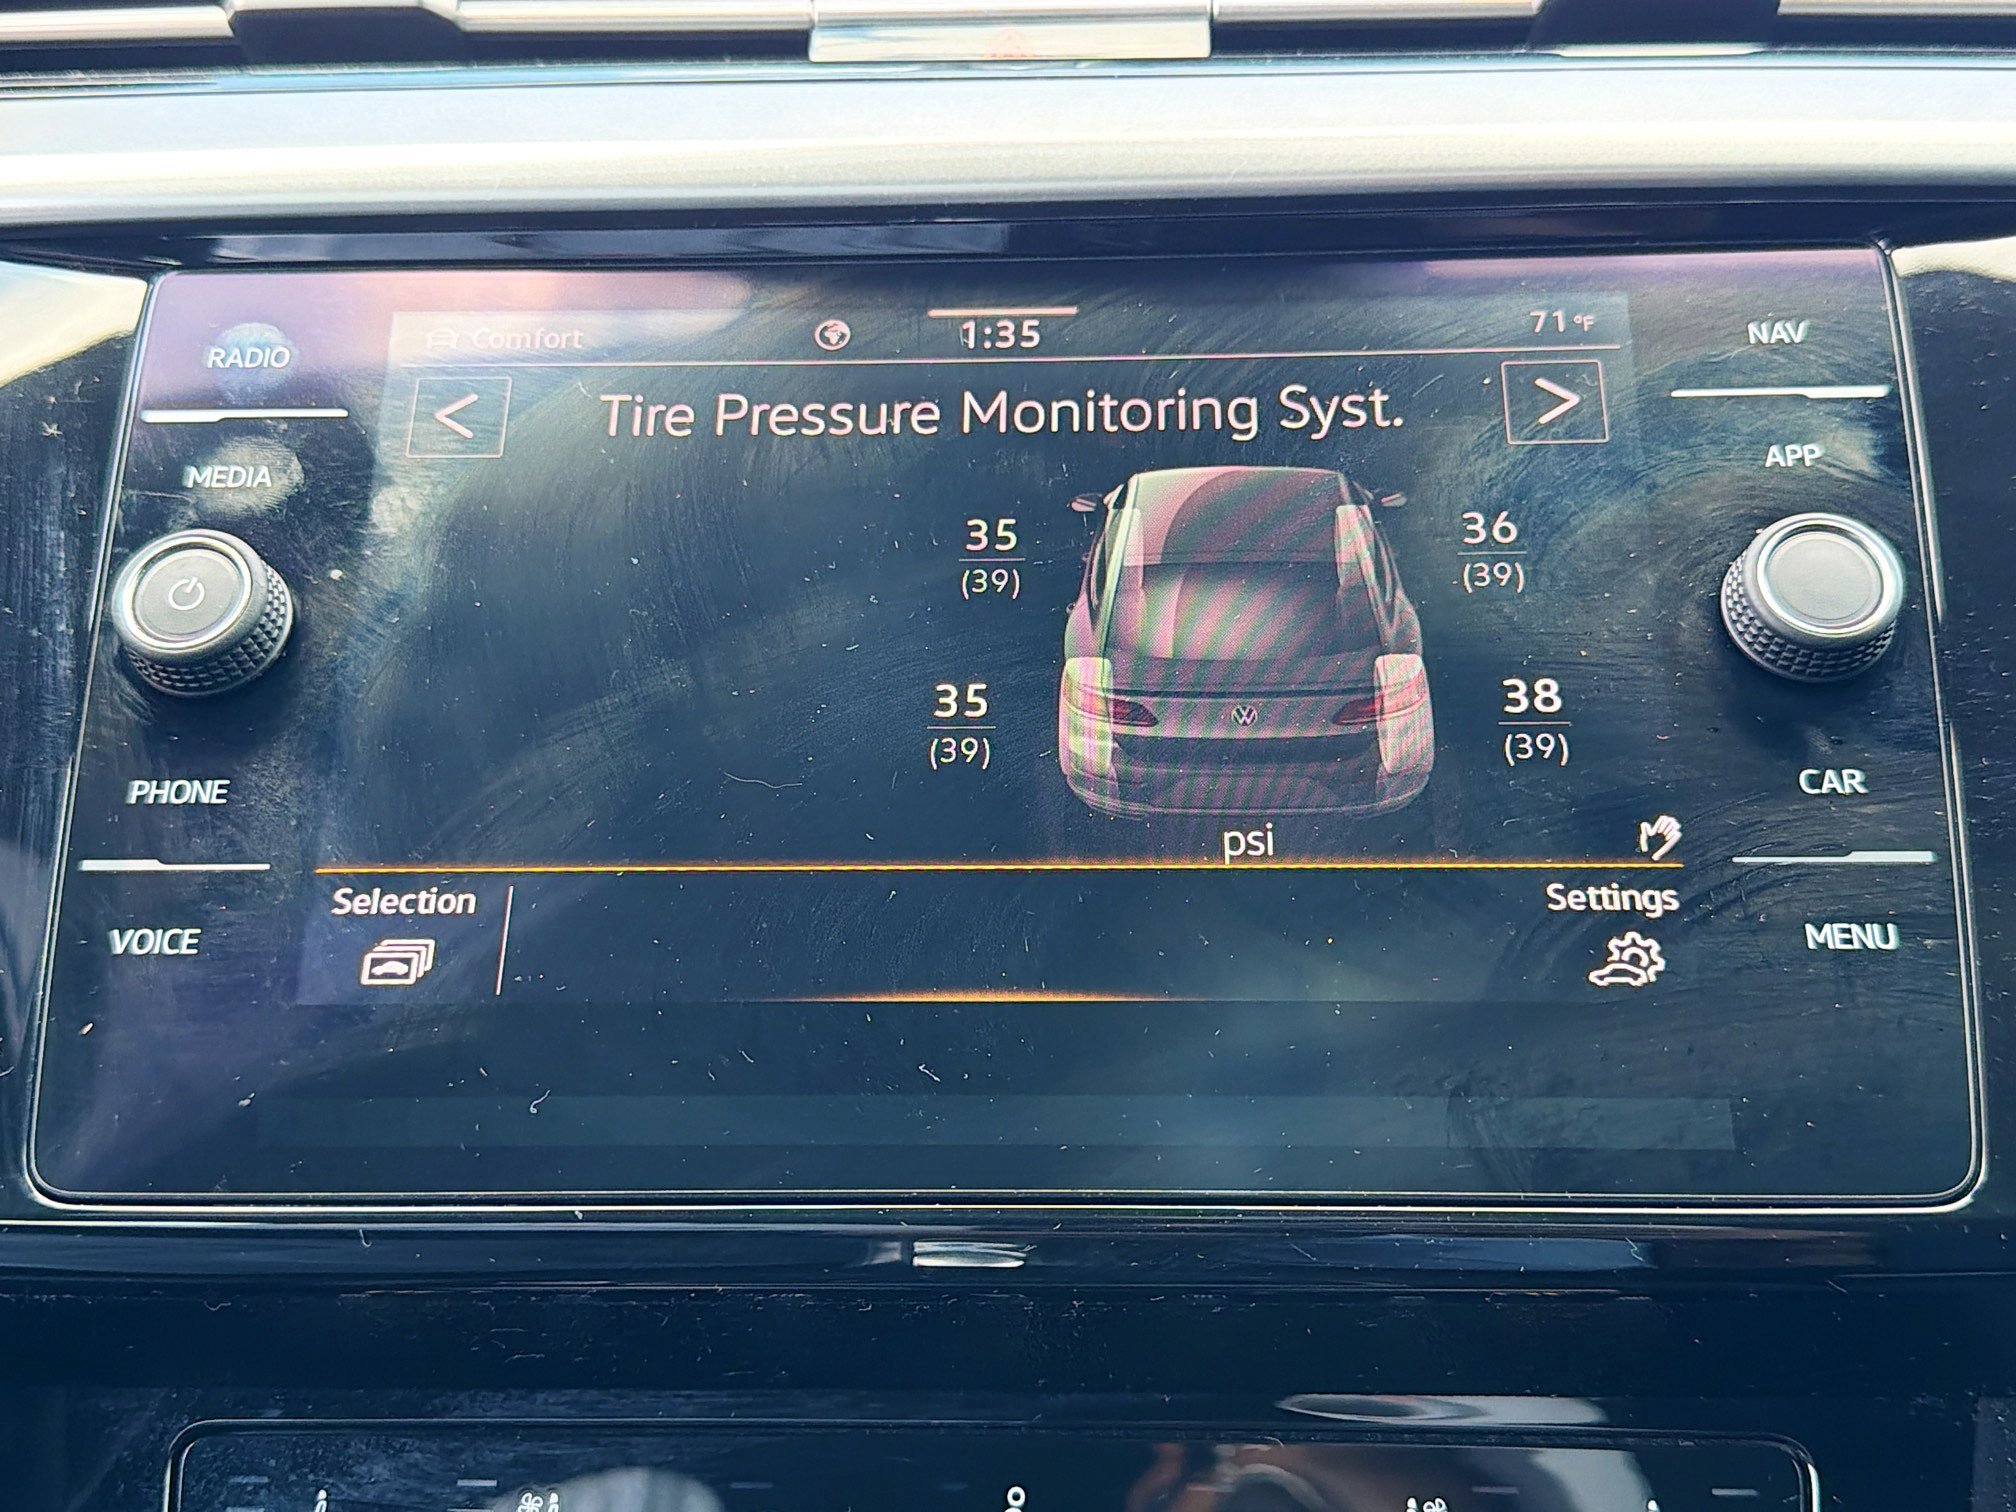 Comfort
1:35
71°F
RADIO
NAV
<
Tire Pressure Monitoring Syst.
>
MEDIA
APP
35
(39)
36
(39)
35
(39)
38
(39)
PHONE
CAR
psi
Selection
Settings
VOICE
MENU